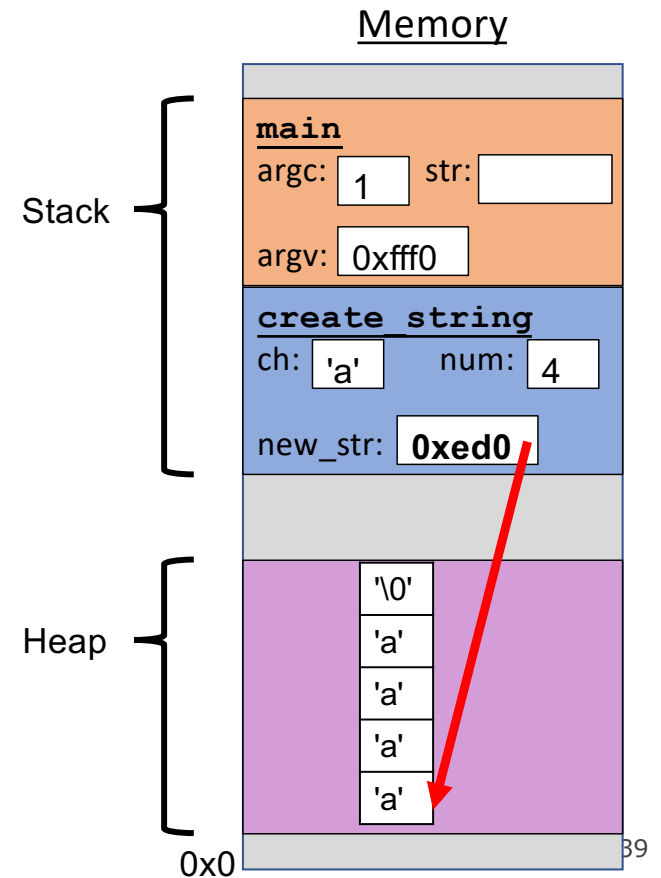 Memory
Stack
main
argc: 1 str:
argv: 0xfff0
create_string
ch: 'a' num: 4
new_str: 0xed0
Heap
'\0'
'a'
'a'
'a'
'a'
0x0
39